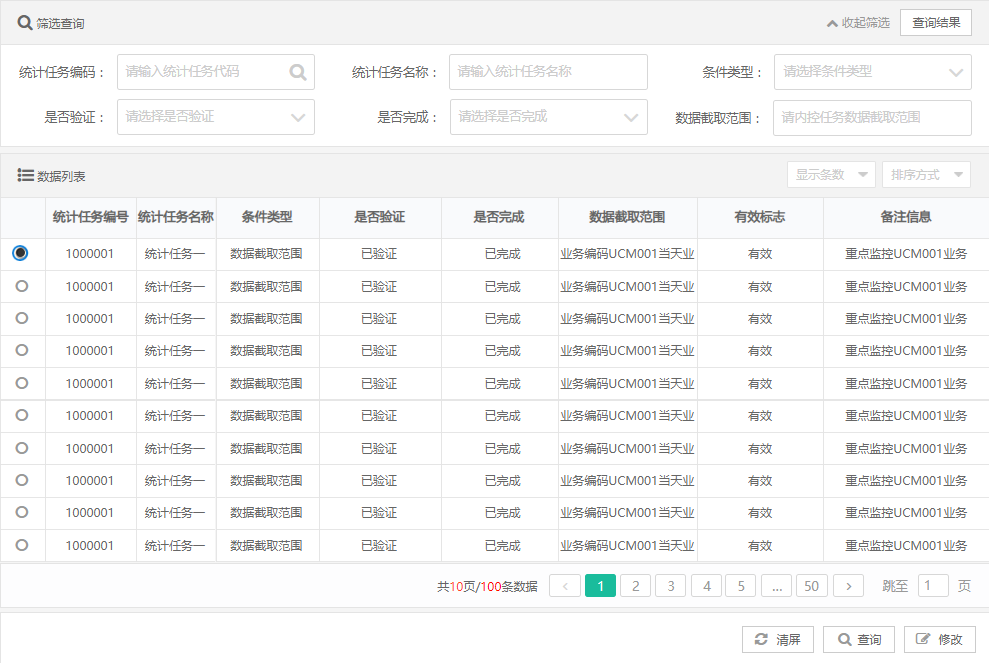 筛选查询 收起筛选 查询结果
统计任务编码： 请输入统计任务代码 统计任务名称： 请输入统计任务名称 条件类型： 请选择条件类型
是否验证： 请选择是否验证 是否完成： 请选择是否完成 数据截取范围： 请内控任务数据截取范围
数据列表 显示条数 排序方式
统计任务编号 统计任务名称 条件类型 是否验证 是否完成 数据截取范围 有效标志 备注信息
1000001 统计任务一 数据截取范围 已验证 已完成 业务编码UCM001当天业 有效 重点监控UCM001业务
1000001 统计任务一 数据截取范围 已验证 已完成 业务编码UCM001当天业 有效 重点监控UCM001业务
1000001 统计任务一 数据截取范围 已验证 已完成 业务编码UCM001当天业 有效 重点监控UCM001业务
1000001 统计任务一 数据截取范围 已验证 已完成 业务编码UCM001当天业 有效 重点监控UCM001业务
1000001 统计任务一 数据截取范围 已验证 已完成 业务编码UCM001当天业 有效 重点监控UCM001业务
1000001 统计任务一 数据截取范围 已验证 已完成 业务编码UCM001当天业 有效 重点监控UCM001业务
1000001 统计任务一 数据截取范围 已验证 已完成 业务编码UCM001当天业 有效 重点监控UCM001业务
1000001 统计任务一 数据截取范围 已验证 已完成 业务编码UCM001当天业 有效 重点监控UCM001业务
1000001 统计任务一 数据截取范围 已验证 已完成 业务编码UCM001当天业 有效 重点监控UCM001业务
1000001 统计任务一 数据截取范围 已验证 已完成 业务编码UCM001当天业 有效 重点监控UCM001业务
共10页/100条数据 < 1 2 3 4 5 ... 50 > 跳至 1 页
清屏 查询 修改